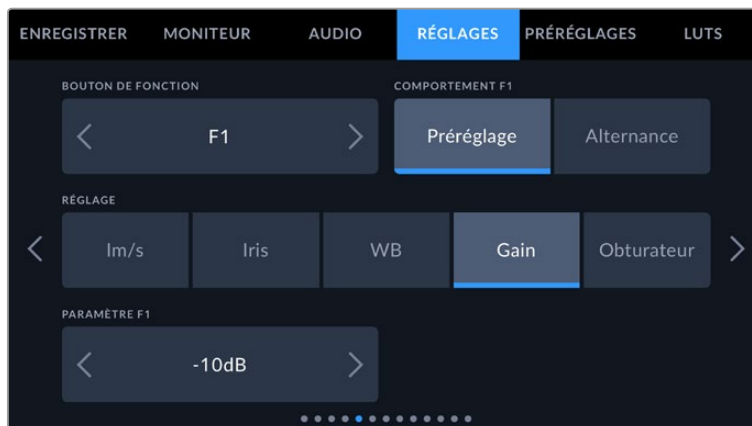 ENREGISTRER MONITEUR AUDIO RÉGLAGES PRÉRÉGLAGES LUTS
BOUTON DE FONCTION COMPORTEMENT F1
F1 Préréglage Alternance
RÉGLAGE
Im/s Iris WB Gain Obturateur
PARAMÈTRE F1
-10dB